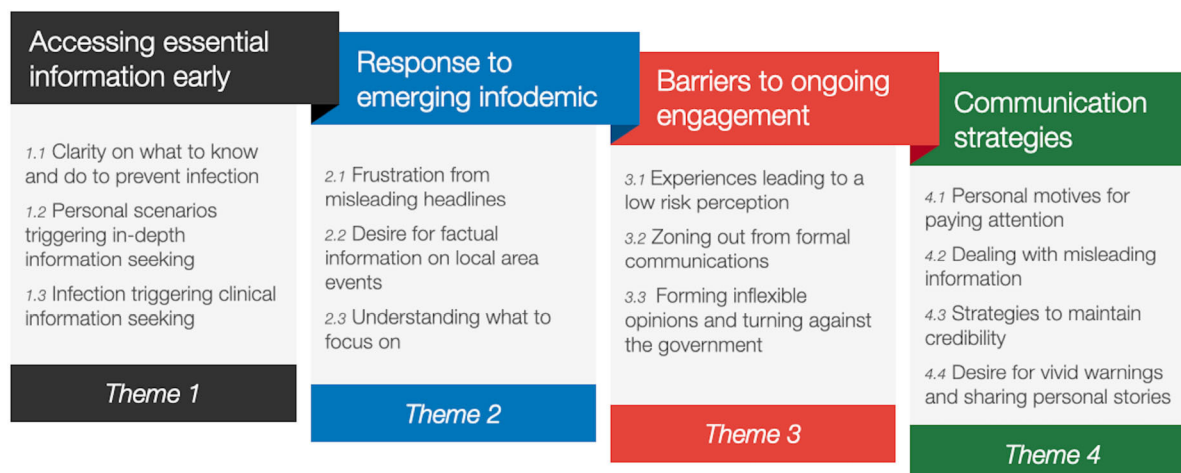 Accessing essential
information early
1.1 Clarity on what to know
and do to prevent infection
1.2 Personal scenarios
triggering in-depth
information seeking
1.3 Infection triggering clinical
information seeking
Theme 1
Response to
emerging infodemic
2.1 Frustration from
misleading headlines
2.2 Desire for factual
information on local area
events
2.3 Understanding what to
focus on
Theme 2
Barriers to ongoing
engagement
3.1 Experiences leading to a
low risk perception
3.2 Zoning out from formal
communications
3.3 Forming inflexible
opinions and turning against
the government
Theme 3
Communication
strategies
4.1 Personal motives for
paying attention
4.2 Dealing with misleading
information
4.3 Strategies to maintain
credibility
4.4 Desire for vivid warnings
and sharing personal stories
Theme 4